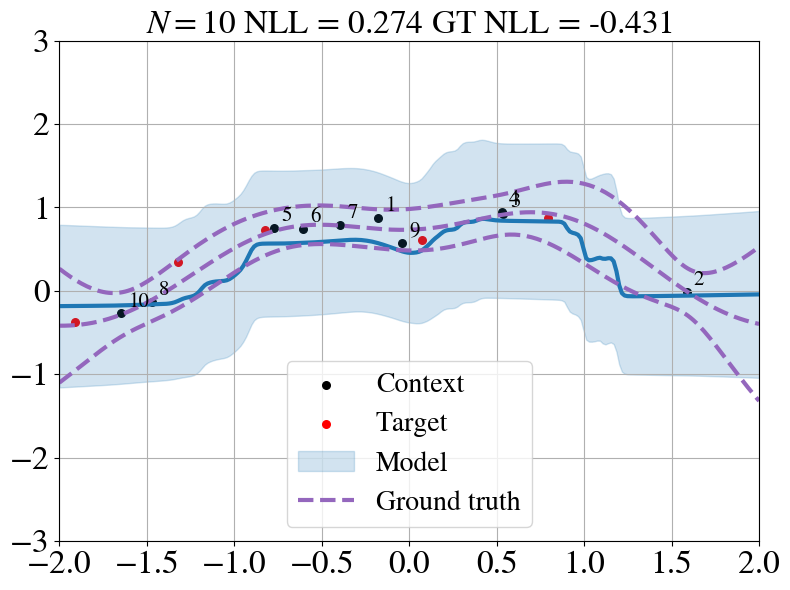 N = 10 NLL = 0.274 GT NLL = -0.431
3
2
1
0
−1
−2
−3
10
8
5
6
7
1
9
4
3
2
Context
Target
Model
Ground truth
−2.0 −1.5 −1.0 −0.5 0.0 0.5 1.0 1.5 2.0